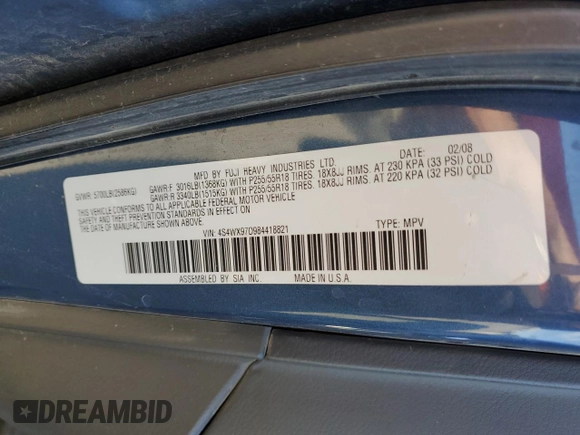 MFD BY FUJI HEAVY INDUSTRIES LTD. DATE: 02/08
GVWR: 5700LB(2586KG) GAWR:F 3016LB(1368KG) WITH P255/55R18 TIRES. 18X8JJ RIMS. AT 230 KPA (33 PSI) COLD
GAWR:R 3340LB(1515KG) WITH P255/55R18 TIRES. 18X8JJ RIMS. AT 220 KPA (32 PSI) COLD
THIS VEHICLE CONFORMS TO ALL APPLICABLE FEDERAL MOTOR VEHICLE
SAFETY AND THEFT PREVENTION STANDARDS IN EFFECT ON THE
DATE OF MANUFACTURE SHOWN ABOVE.
VIN: 4S4WX97D984418821 TYPE: MPV
ASSEMBLED BY SIA INC. MADE IN U.S.A.
DREAMBID